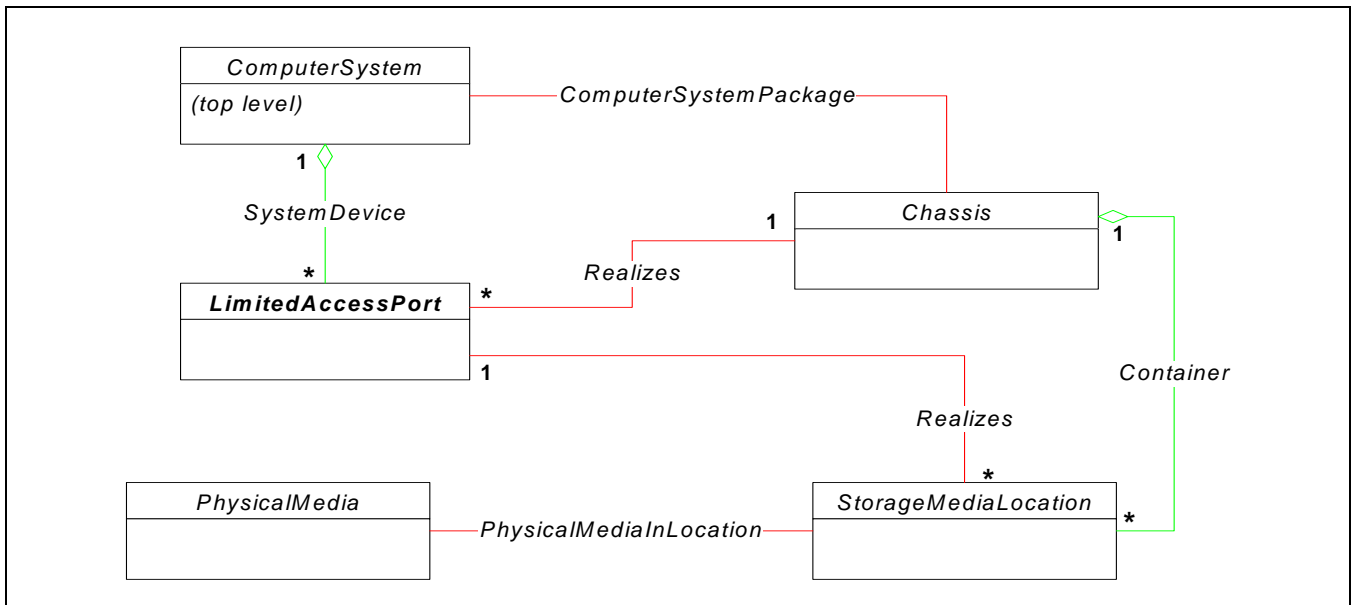 ComputerSystem
(top level)
ComputerSystemPackage
1
SystemDevice
*
Chassis
1
1
Realizes
*
LimitedAccessPort
1
Container
Realizes
*
PhysicalMedia
PhysicalMediaInLocation
StorageMediaLocation
*